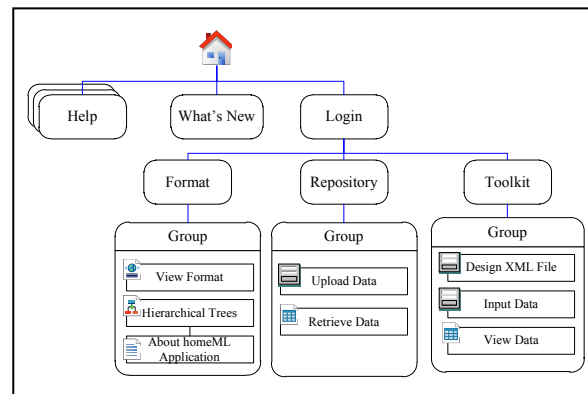 Help
What's New
Login
Format
Repository
Toolkit
Group
View Format
Hierarchical Trees
About homeML
Application
Group
Upload Data
Retrieve Data
Group
Design XML File
Input Data
View Data